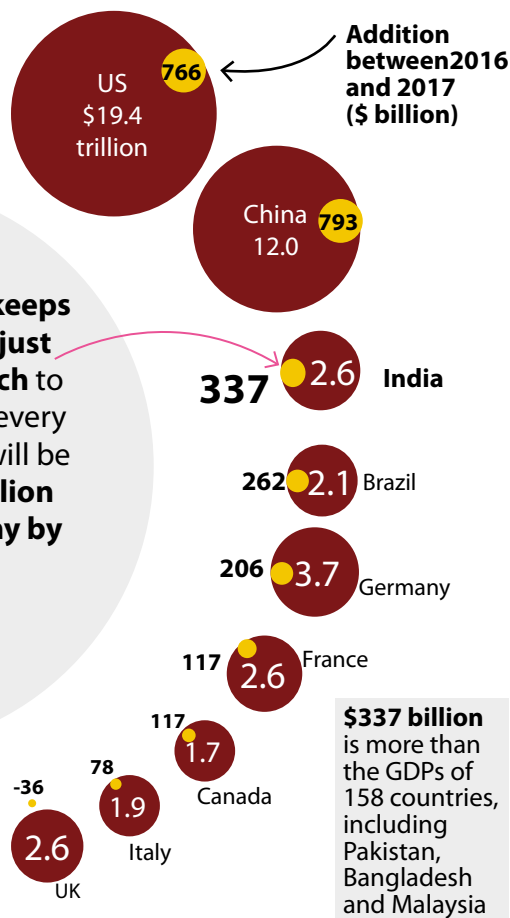 Addition
between2016
and 2017
($ billion)
766
US
$19.4
trillion
China
12.0
793
keeps
just
ch to
every
will be
lion
y by
337
2.6
India
262
2.1
Brazil
206
3.7
Germany
117
2.6
France
117
1.7
Canada
78
1.9
Italy
-36
2.6
UK
$337 billion
is more than
the GDPs of
158 countries,
including
Pakistan,
Bangladesh
and Malaysia